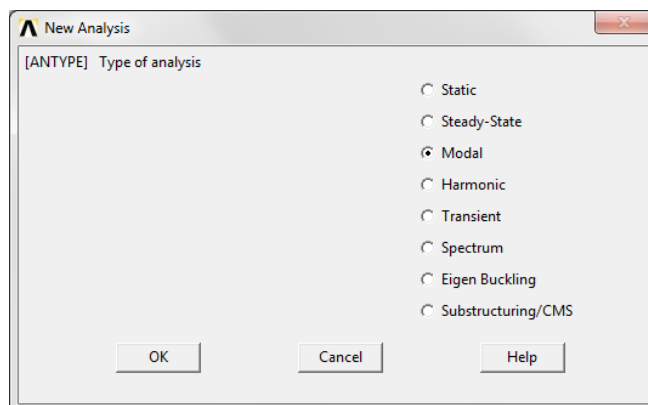 New Analysis
[ANTYPE] Type of analysis
Static
Steady-State
Modal
Harmonic
Transient
Spectrum
Eigen Buckling
Substructuring/CMS
OK Cancel Help